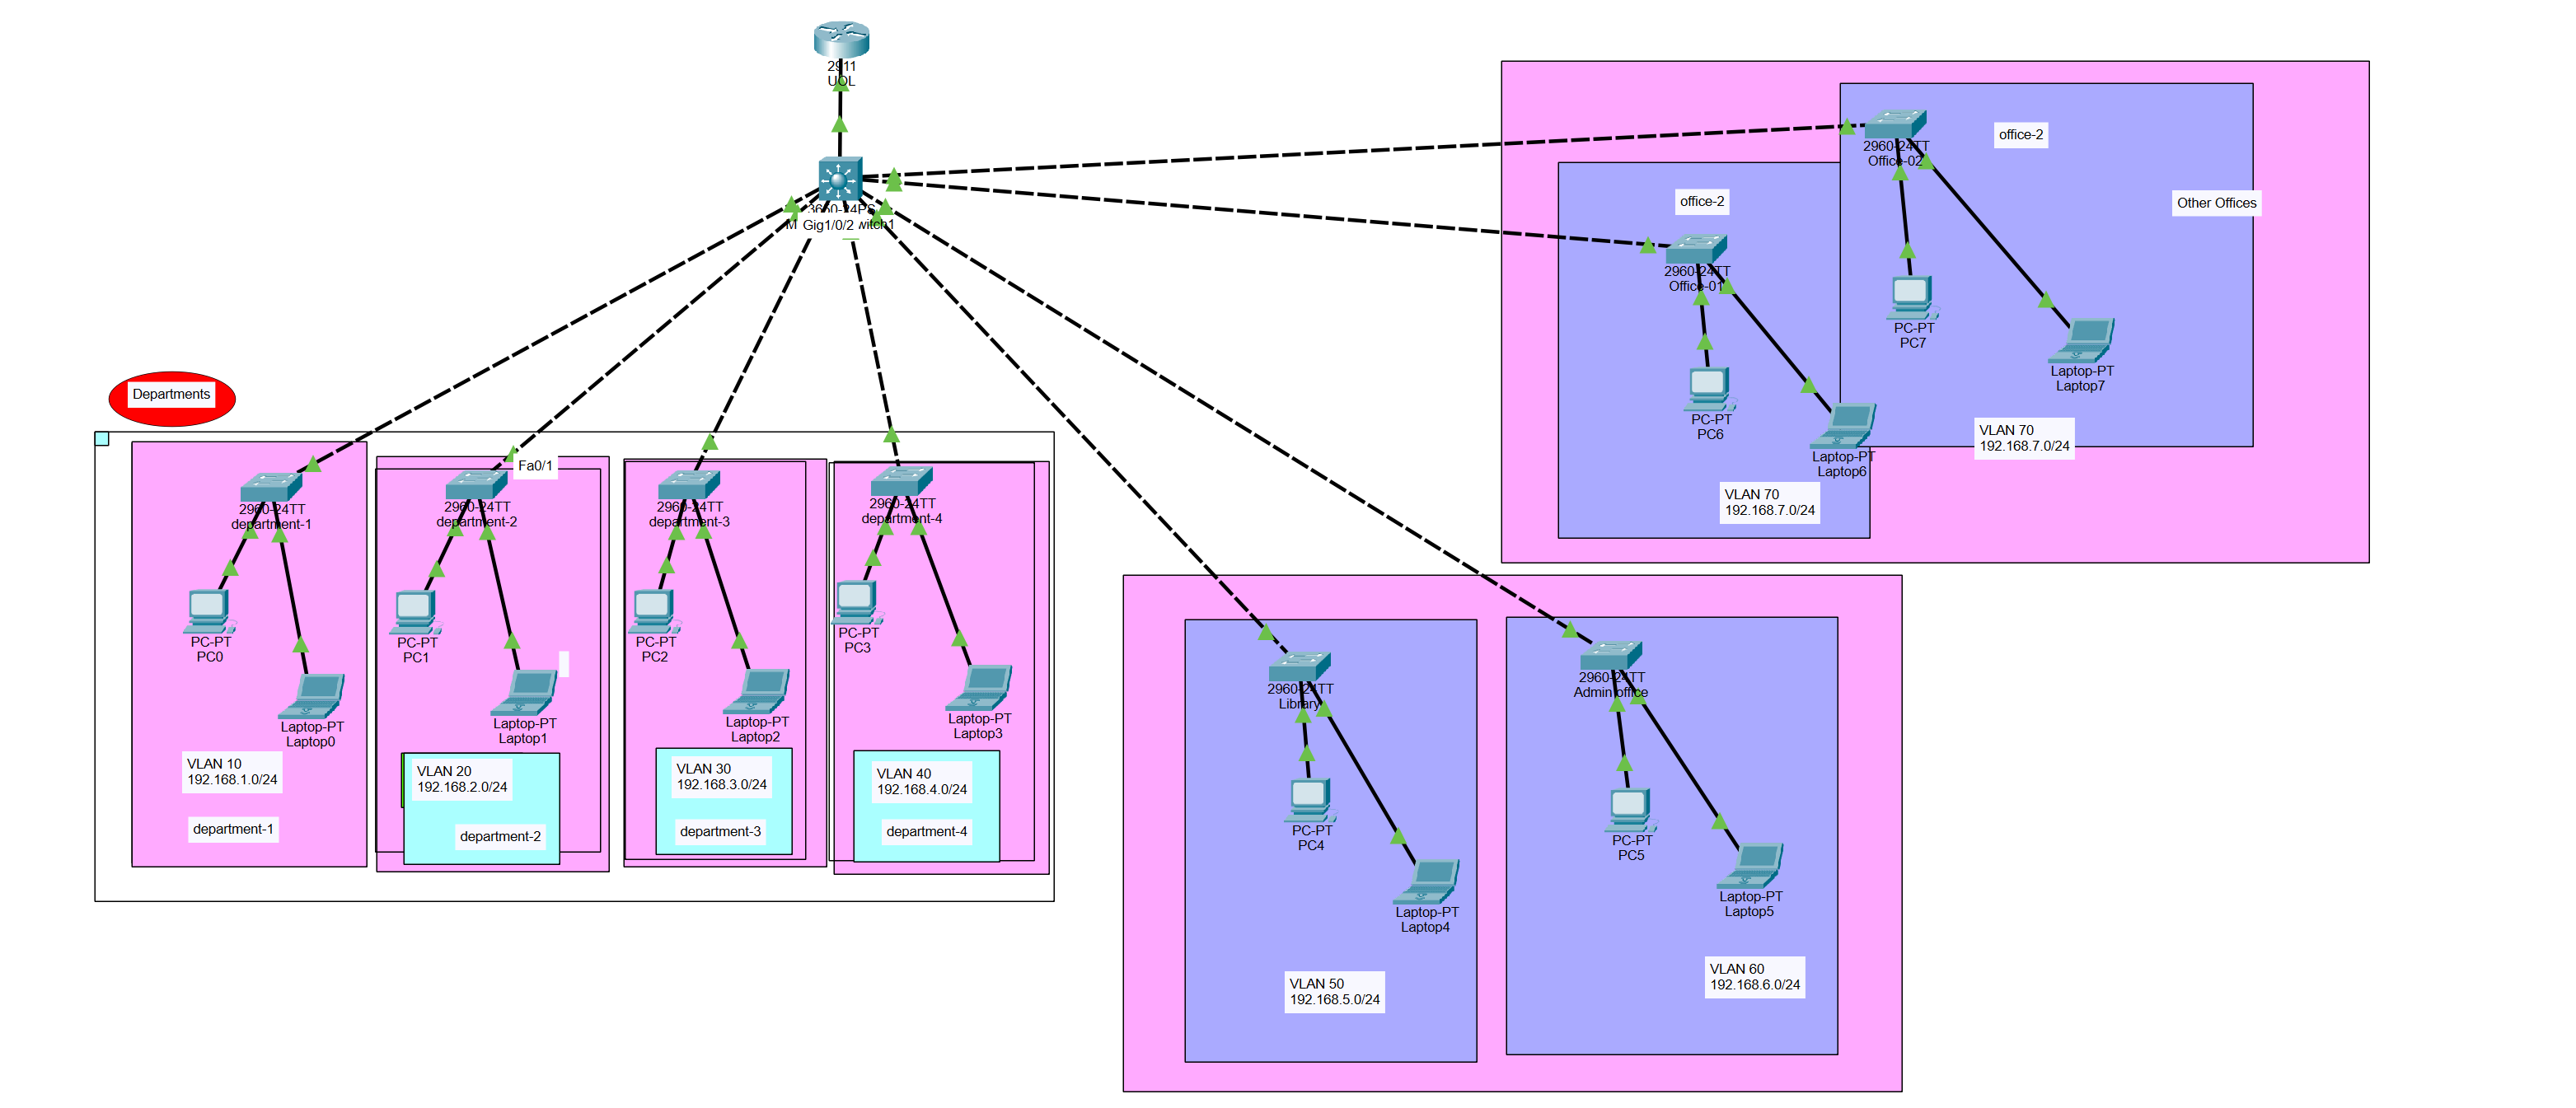 2911
UOL
3650-24PS
Gig1/0/2
witch1
office-2
2960-24TT
Office-02
Other Offices
PC-PT
PC7
Laptop-PT
Laptop7
VLAN 70
192.168.7.0/24
office-2
2960-24TT
Office-01
PC-PT
PC6
Laptop-PT
Laptop6
VLAN 70
192.168.7.0/24
Departments
2960-24TT
department-1
PC-PT
PC0
Laptop-PT
Laptop0
VLAN 10
192.168.1.0/24
department-1
Fa0/1
2960-24TT
department-2
PC-PT
PC1
Laptop-PT
Laptop1
VLAN 20
192.168.2.0/24
department-2
2960-24TT
department-3
PC-PT
PC2
Laptop-PT
Laptop2
VLAN 30
192.168.3.0/24
department-3
2960-24TT
department-4
PC-PT
PC3
Laptop-PT
Laptop3
VLAN 40
192.168.4.0/24
department-4
2960-24TT
Library
PC-PT
PC4
Laptop-PT
Laptop4
VLAN 50
192.168.5.0/24
2960-24TT
Admin office
PC-PT
PC5
Laptop-PT
Laptop5
VLAN 60
192.168.6.0/24